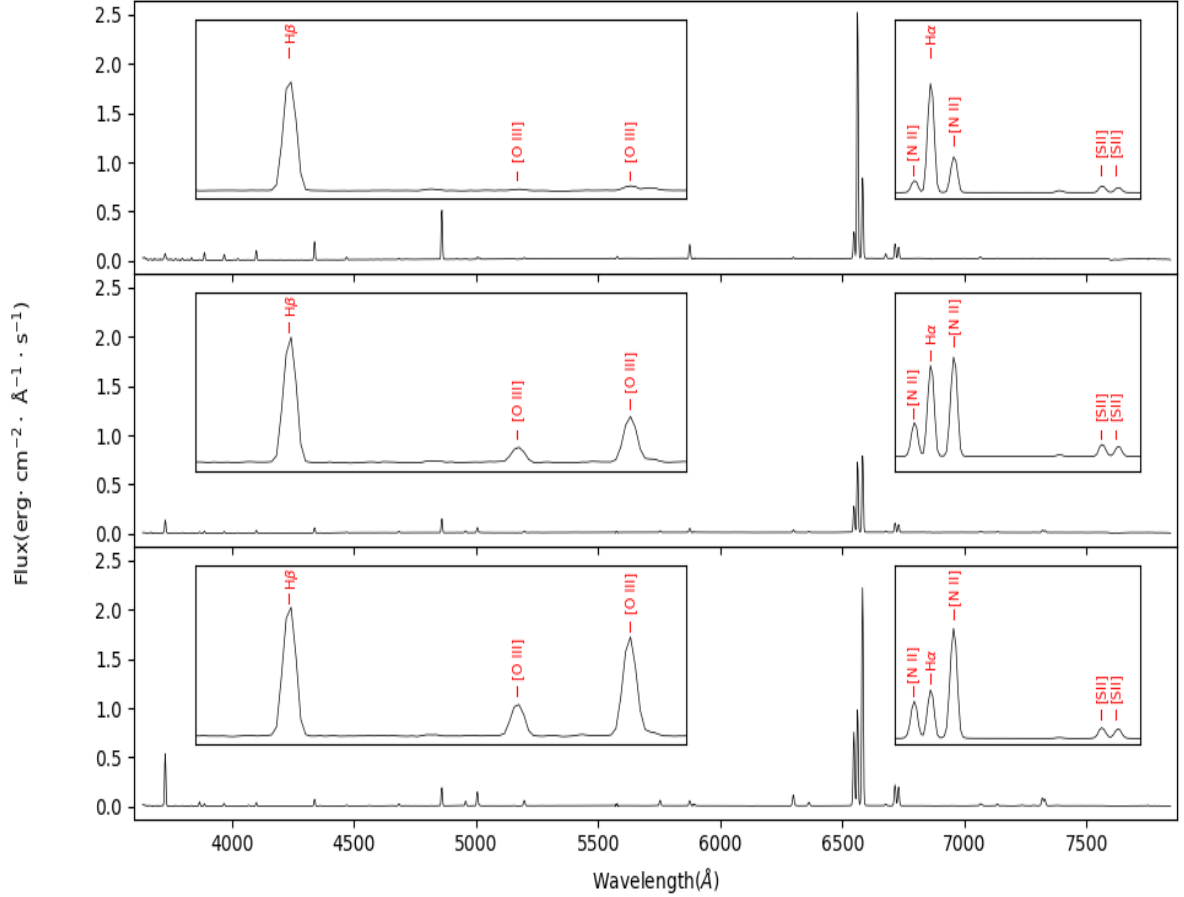 2.5
2.0
1.5
1.0
0.5
0.0
Hβ
[O III]
[O III]
[N II]
Hα
[N II]
[SII]
[SII]
2.5
2.0
1.5
1.0
0.5
0.0
Hβ
[O III]
[O III]
[N II]
Hα
[N II]
[SII]
[SII]
2.5
2.0
1.5
1.0
0.5
0.0
Hβ
[O III]
[O III]
[N II]
Hα
[N II]
[SII]
[SII]
4000 4500 5000 5500 6000 6500 7000 7500
Wavelength(Å)
Flux(erg· cm⁻²· Å⁻¹ · s⁻¹)